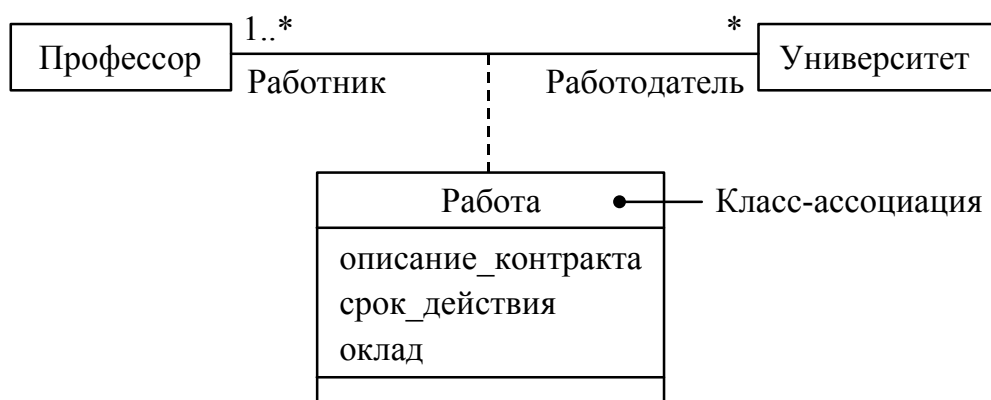 1..*
*
Профессор
Университет
Работник
Работодатель
Работа
Класс-ассоциация
описание_контракта
срок_действия
оклад